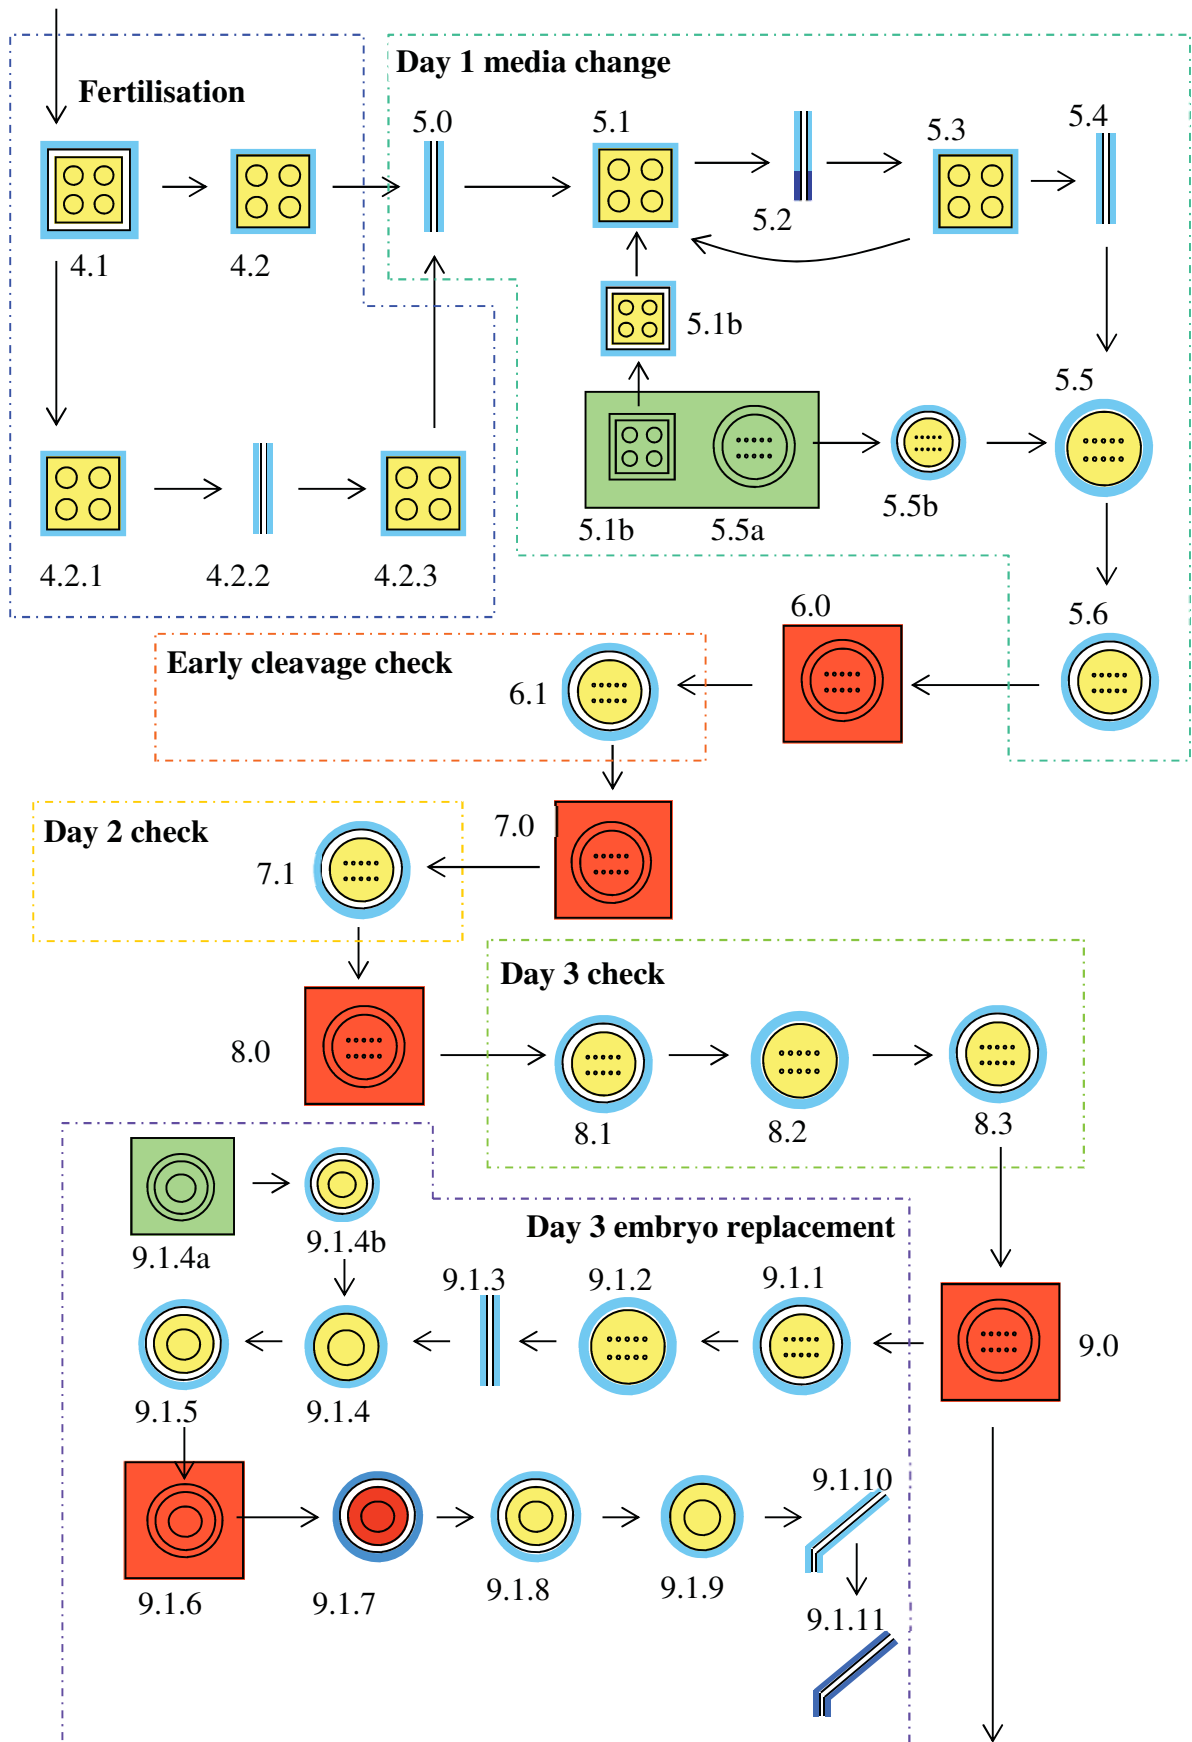 Day 1 media change
Fertilisation
5.0
5.1
5.2
5.3
5.4
4.1
4.2
5.1b
5.5
5.5b
5.1b
5.5a
4.2.1
4.2.2
4.2.3
5.6
6.0
Early cleavage check
6.1
7.0
Day 2 check
7.1
Day 3 check
8.0
8.1
8.2
8.3
Day 3 embryo replacement
9.1.4a
9.1.4b
9.1.3
9.1.2
9.1.1
9.0
9.1.5
9.1.4
9.1.10
9.1.6
9.1.7
9.1.8
9.1.9
9.1.11